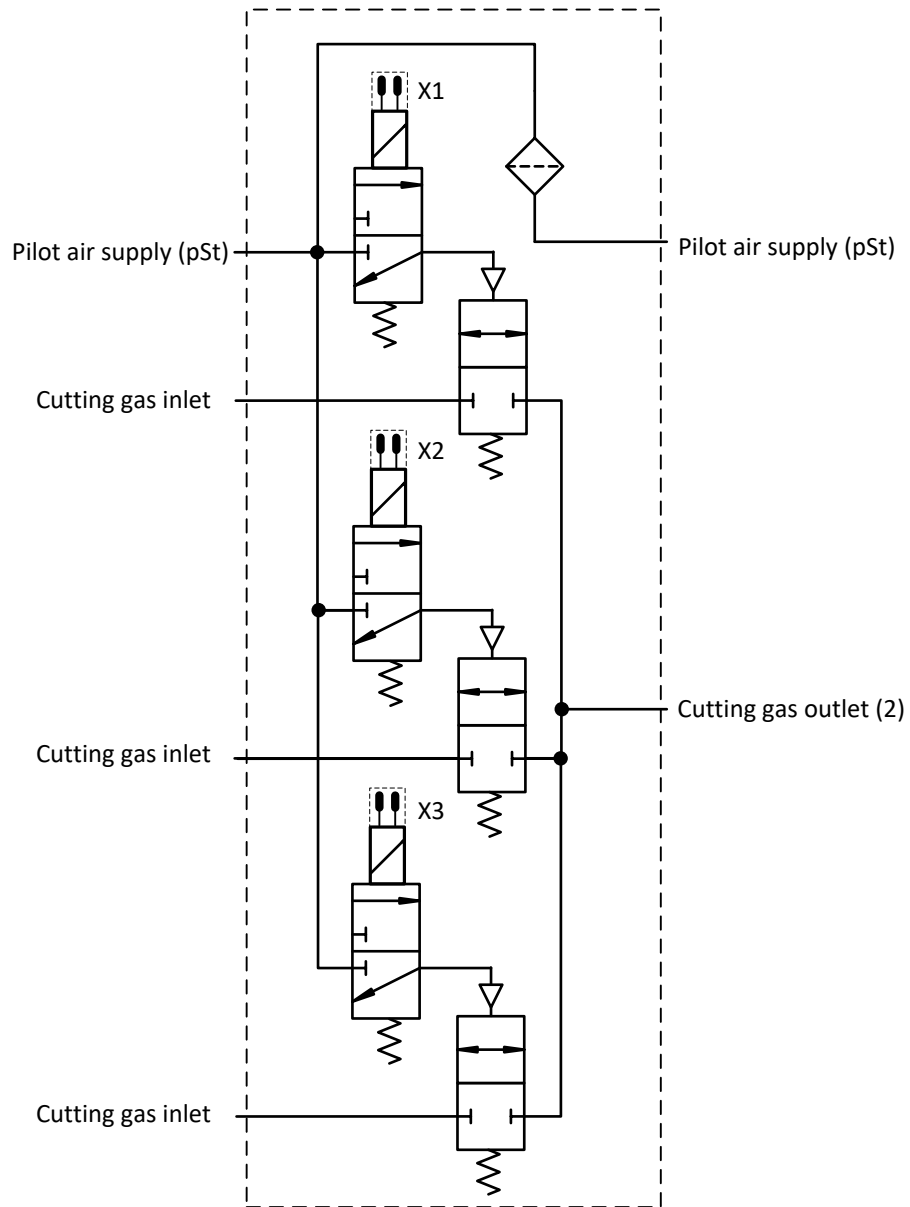 X1
Pilot air supply (pSt)
Pilot air supply (pSt)
Cutting gas inlet
X2
Cutting gas outlet (2)
Cutting gas inlet
X3
Cutting gas inlet